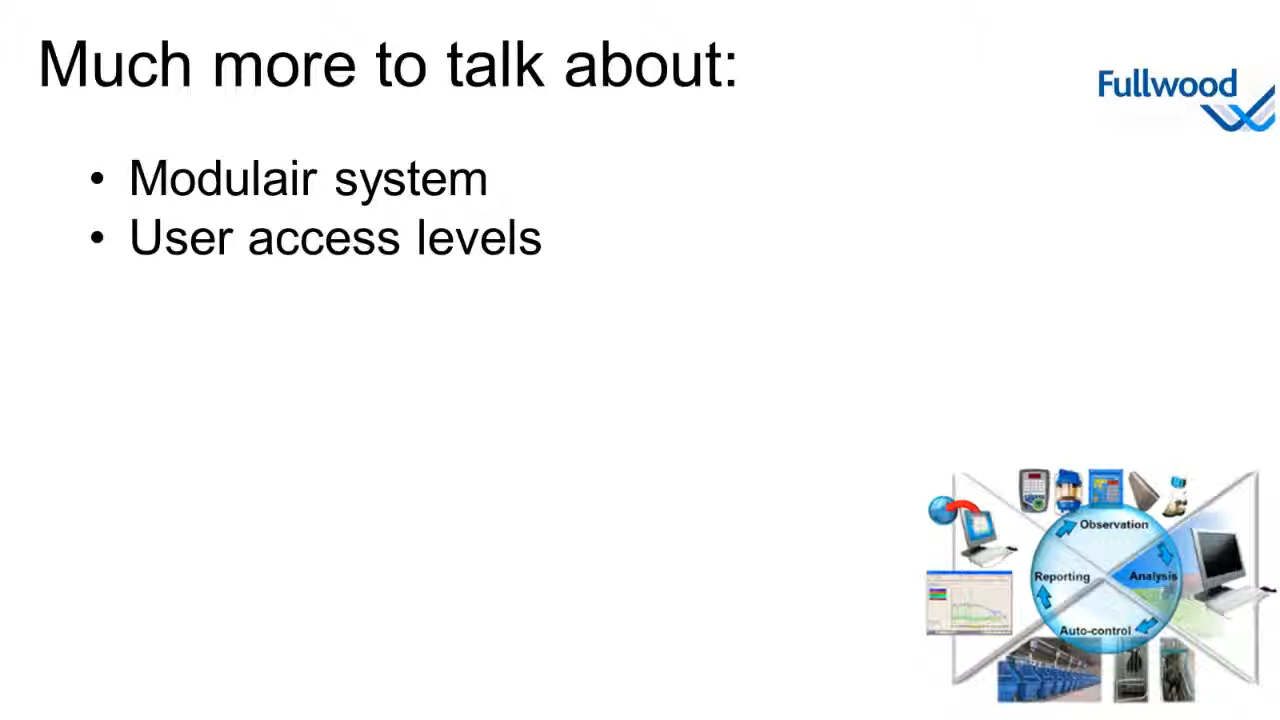 Much more to talk about:
Fullwood
• Modulair system
• User access levels
Observation
Reporting
Analysis
Auto-control